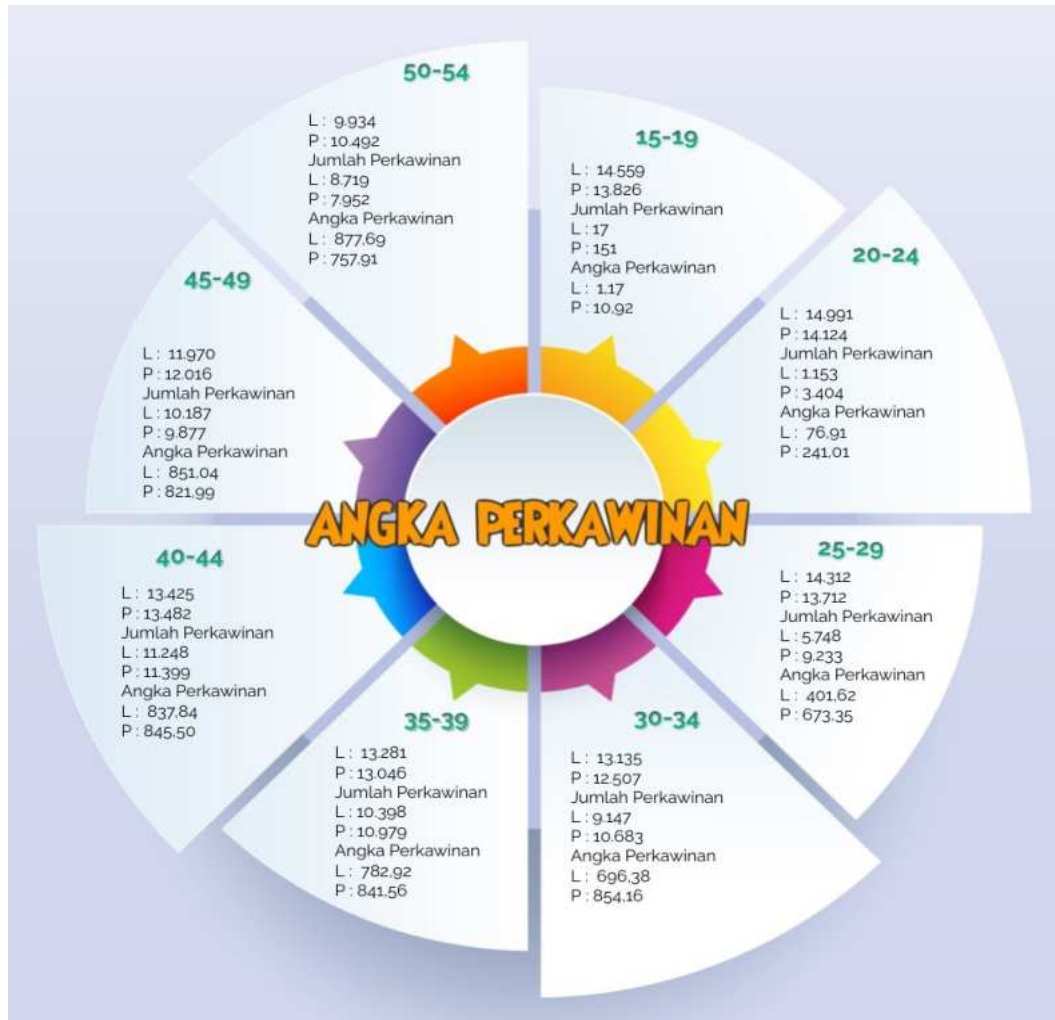 ANGKA PERKAWINAN
15-19
L : 14.559
P : 13.826
Jumlah Perkawinan
L : 17
P : 151
Angka Perkawinan
L : 1,17
P : 10,92
20-24
L : 14.991
P : 14.124
Jumlah Perkawinan
L : 1.153
P : 3.404
Angka Perkawinan
L : 76,91
P : 241,01
25-29
L : 14.312
P : 13.712
Jumlah Perkawinan
L : 5.748
P : 9.233
Angka Perkawinan
L : 401,62
P : 673,35
30-34
L : 13.135
P : 12.507
Jumlah Perkawinan
L : 9.147
P : 10.683
Angka Perkawinan
L : 696,38
P : 854,16
35-39
L : 13.281
P : 13.046
Jumlah Perkawinan
L : 10.398
P : 10.979
Angka Perkawinan
L : 782,92
P : 841,56
40-44
L : 13.425
P : 13.482
Jumlah Perkawinan
L : 11.248
P : 11.399
Angka Perkawinan
L : 837,84
P : 845,50
45-49
L : 11.970
P : 12.016
Jumlah Perkawinan
L : 10.187
P : 9.877
Angka Perkawinan
L : 851,04
P : 821,99
50-54
L : 9.934
P : 10.492
Jumlah Perkawinan
L : 8.719
P : 7.952
Angka Perkawinan
L : 877,69
P : 757,91